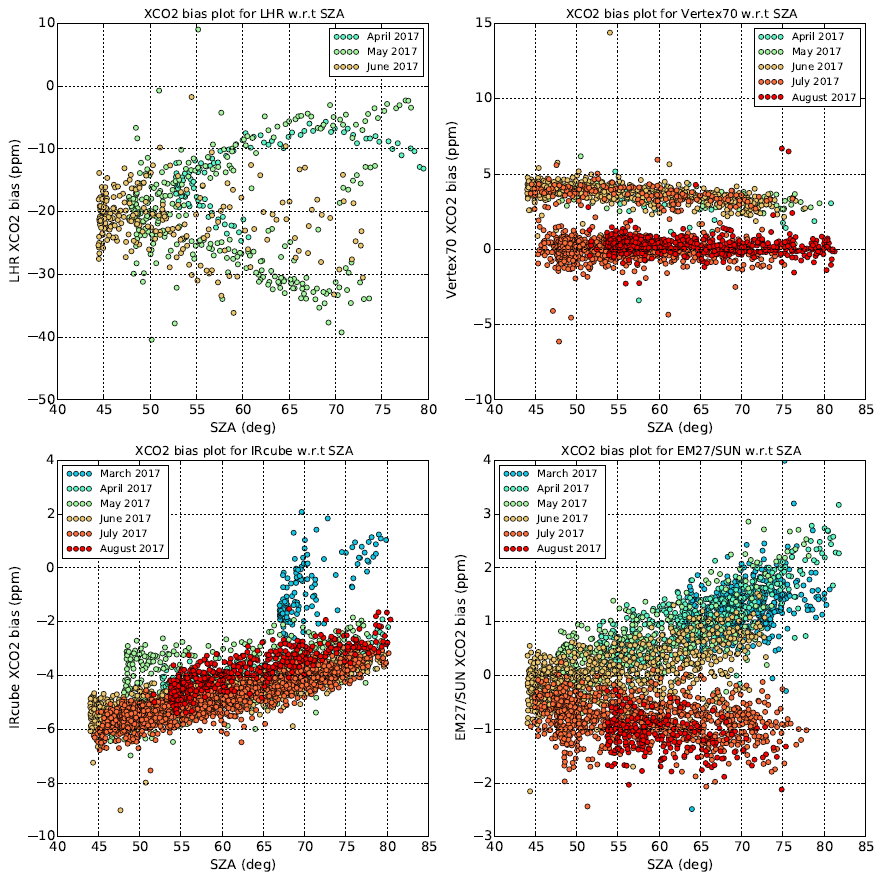 XCO2 bias plot for LHR w.r.t SZA
April 2017
May 2017
June 2017
LHR XCO2 bias (ppm)
10
0
−10
−20
−30
−40
−50
40 45 50 55 60 65 70 75 80
SZA (deg)
XCO2 bias plot for Vertex70 w.r.t SZA
April 2017
May 2017
June 2017
July 2017
August 2017
Vertex70 XCO2 bias (ppm)
15
10
5
0
−5
−10
40 45 50 55 60 65 70 75 80 85
SZA (deg)
XCO2 bias plot for IRcube w.r.t SZA
March 2017
April 2017
May 2017
June 2017
July 2017
August 2017
IRcube XCO2 bias (ppm)
4
2
0
−2
−4
−6
−8
−10
40 45 50 55 60 65 70 75 80 85
SZA (deg)
XCO2 bias plot for EM27/SUN w.r.t SZA
March 2017
April 2017
May 2017
June 2017
July 2017
August 2017
EM27/SUN XCO2 bias (ppm)
4
3
2
1
0
−1
−2
−3
40 45 50 55 60 65 70 75 80 85
SZA (deg)